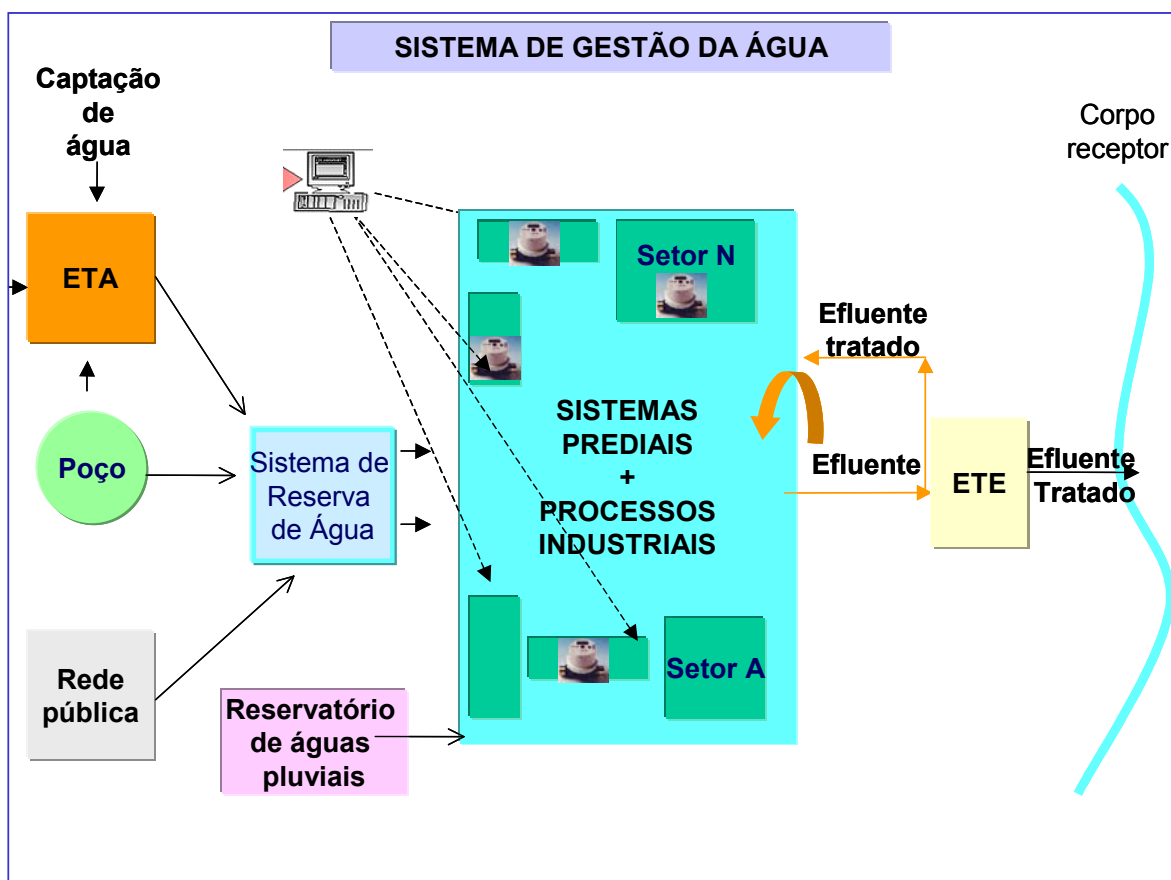 SISTEMA DE GESTÃO DA ÁGUA
Captação
de
água
Corpo
receptor
ETA
Setor N
Efluente
tratado
SISTEMAS
PREDIAIS
+
PROCESSOS
INDUSTRIAIS
Poço
Sistema de
Reserva
de Água
Efluente
ETE
Efluente
Tratado
Rede
pública
Setor A
Reservatório
de águas
pluviais